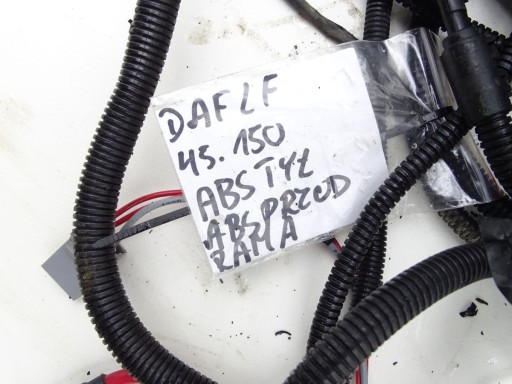 DAF LF
45.150
ABS TYŁ
ABS PRZÓD
RAMA